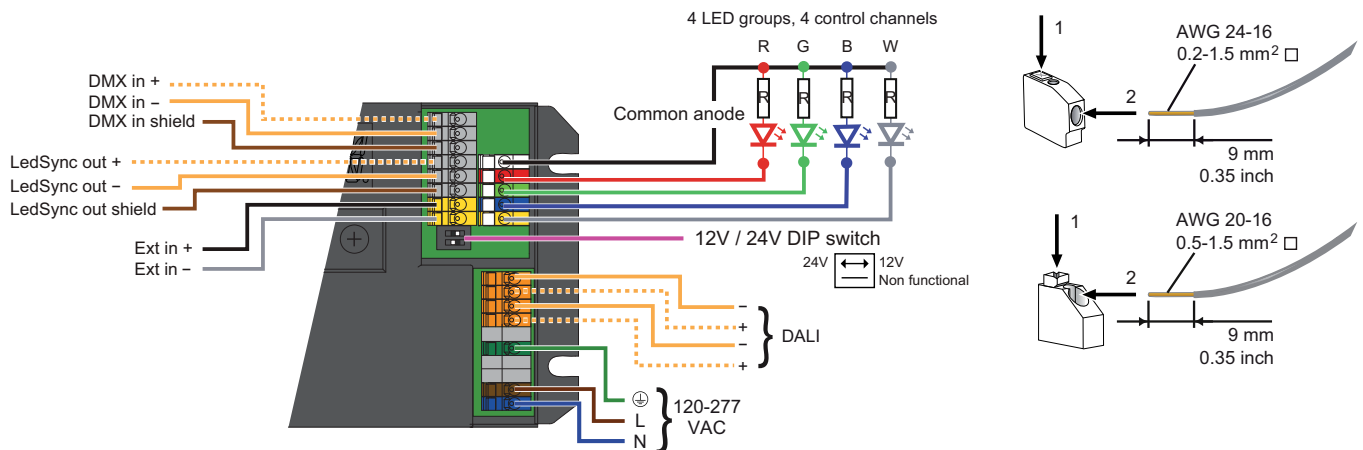 4 LED groups, 4 control channels
R G B W
R R R R
Common anode
DMX in +
DMX in –
DMX in shield
LedSync out +
LedSync out –
LedSync out shield
Ext in +
Ext in –
12V / 24V DIP switch
24V 12V
Non functional
–
+
–
+
DALI
L
N
120-277
VAC
1
2
AWG 24-16
0.2-1.5 mm² □
9 mm
0.35 inch
1
2
AWG 20-16
0.5-1.5 mm² □
9 mm
0.35 inch